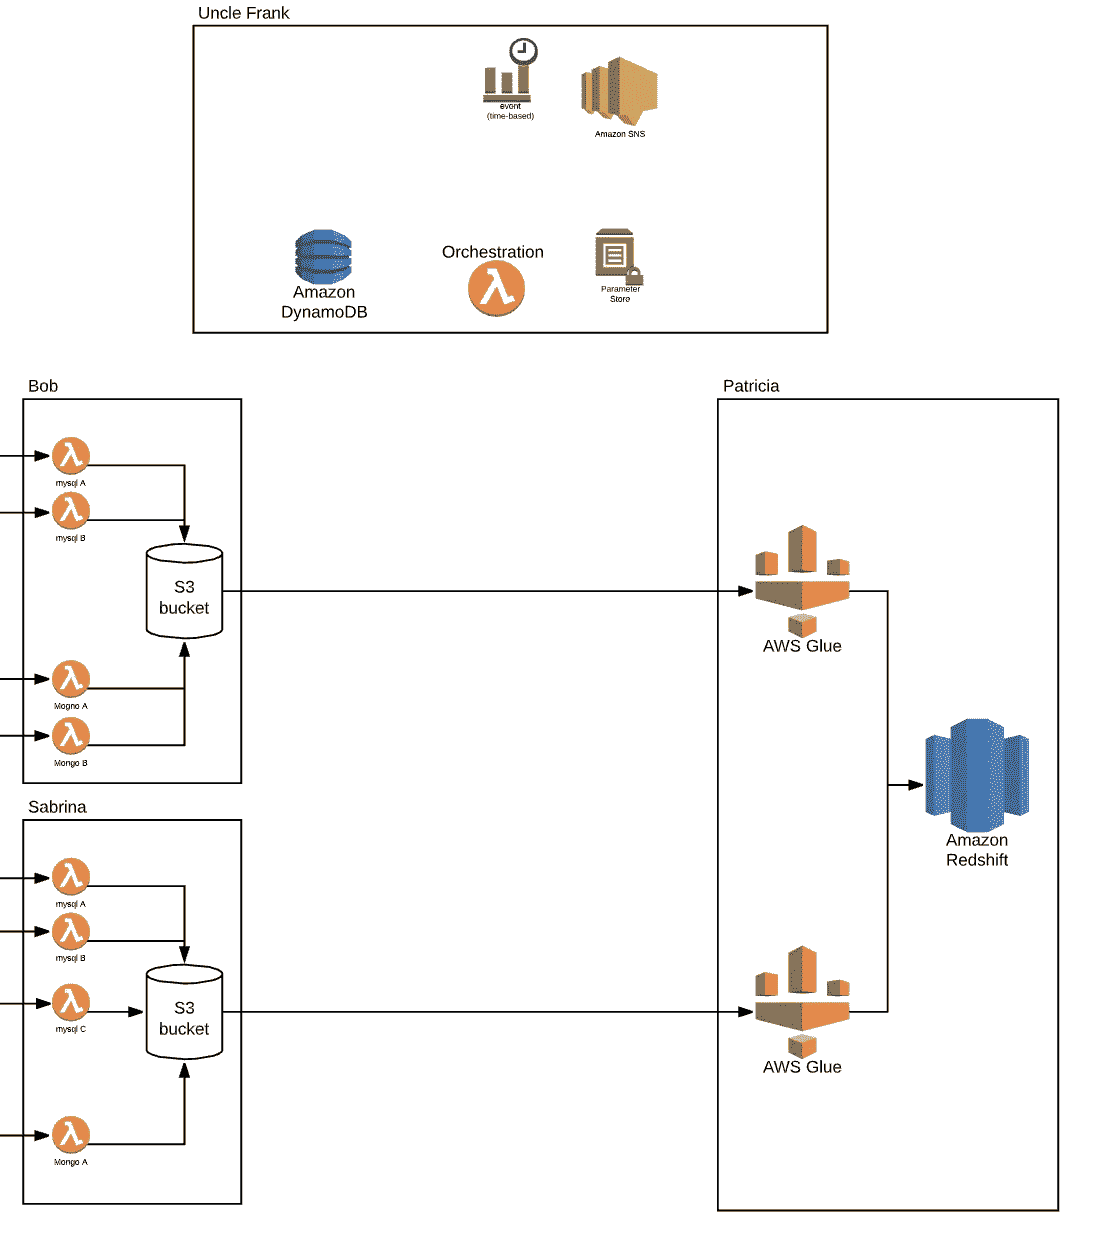 Uncle Frank
event
(time-based)
Amazon SNS
Orchestration
Amazon
DynamoDB
Parameter
Store
Bob
mysql A
mysql B
S3
bucket
Mogno A
Mongo B
Sabrina
mysql A
mysql B
mysql C
S3
bucket
Mongo A
Patricia
AWS Glue
Amazon
Redshift
AWS Glue